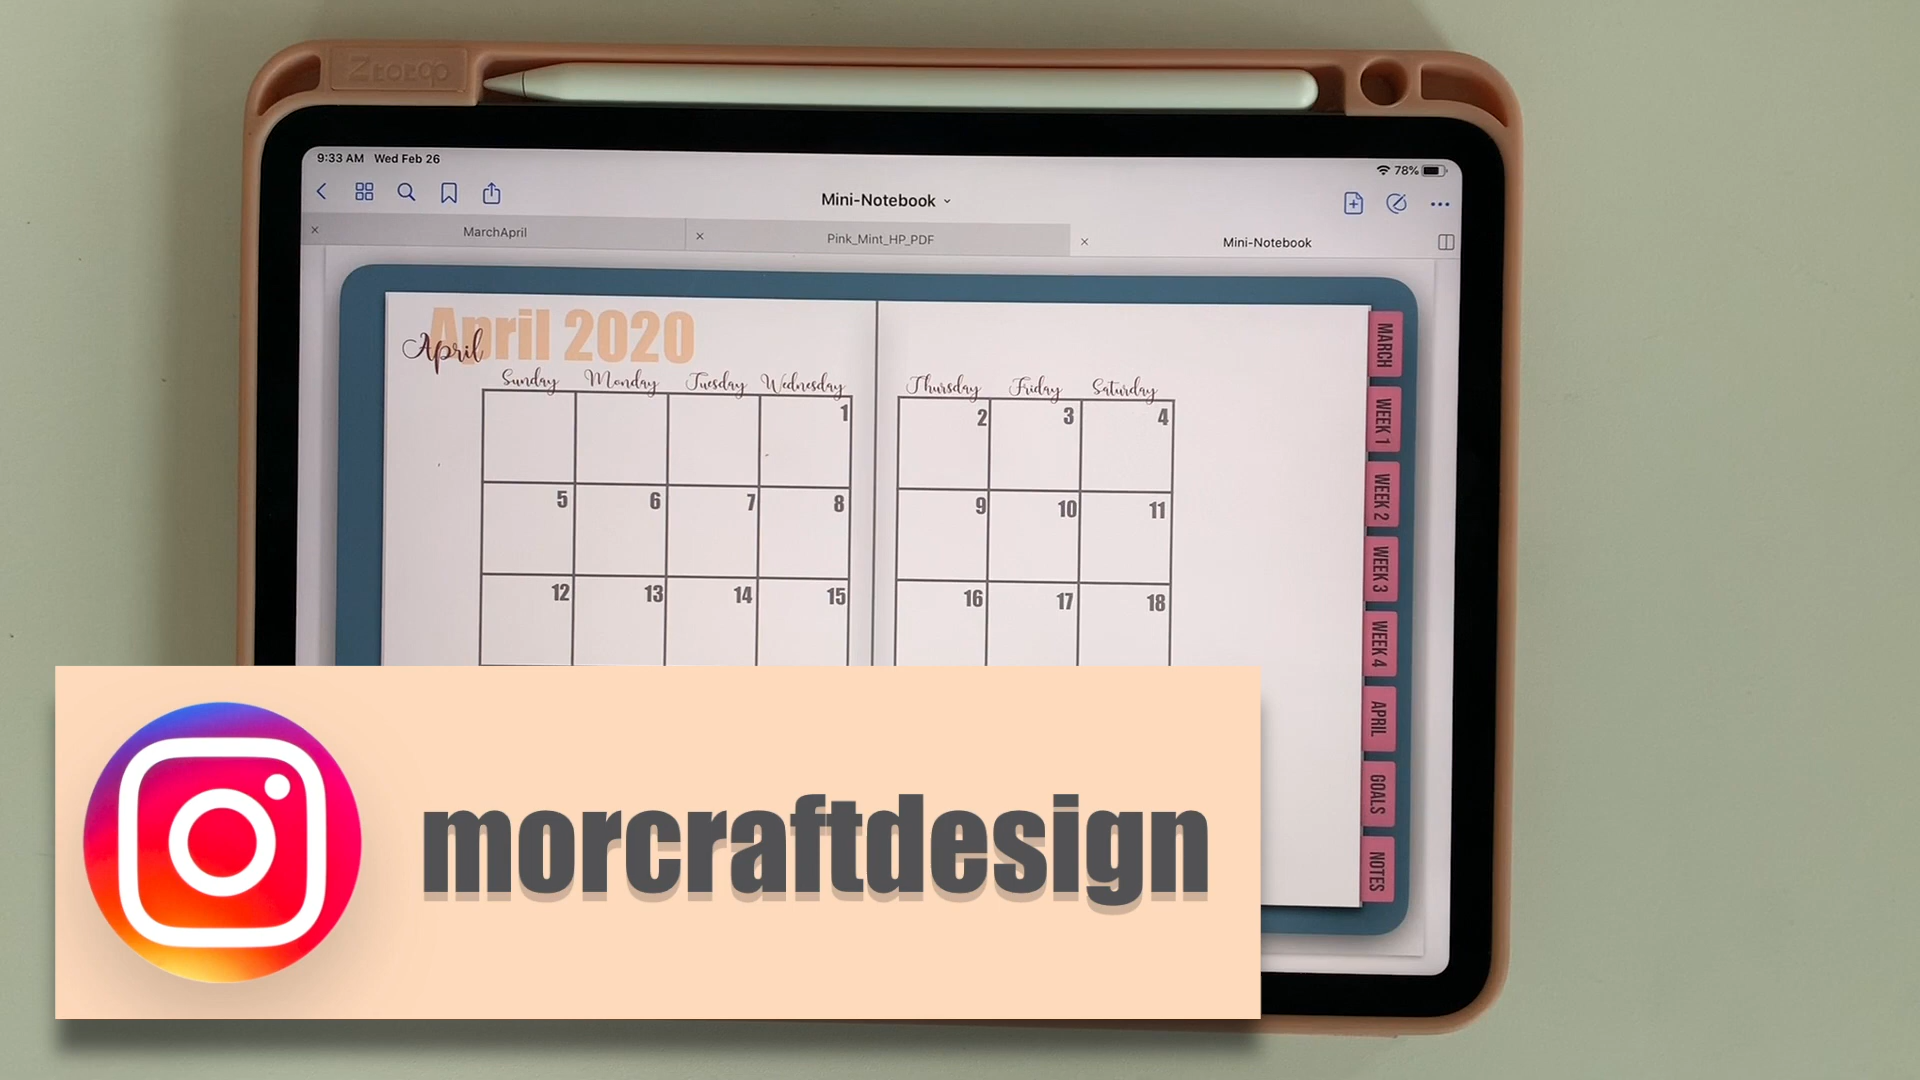 Ztotop
9:33 AM Wed Feb 26
78%
Mini-Notebook
MarchApril
Pink_Mint_HP_PDF
Mini-Notebook
April 2020
April
Sunday Monday Tuesday Wednesday Thursday Friday Saturday
1 2 3 4
5 6 7 8 9 10 11
12 13 14 15 16 17 18
MARCH
WEEK 1
WEEK 2
WEEK 3
WEEK 4
APRIL
GOALS
NOTES
morcraftdesign